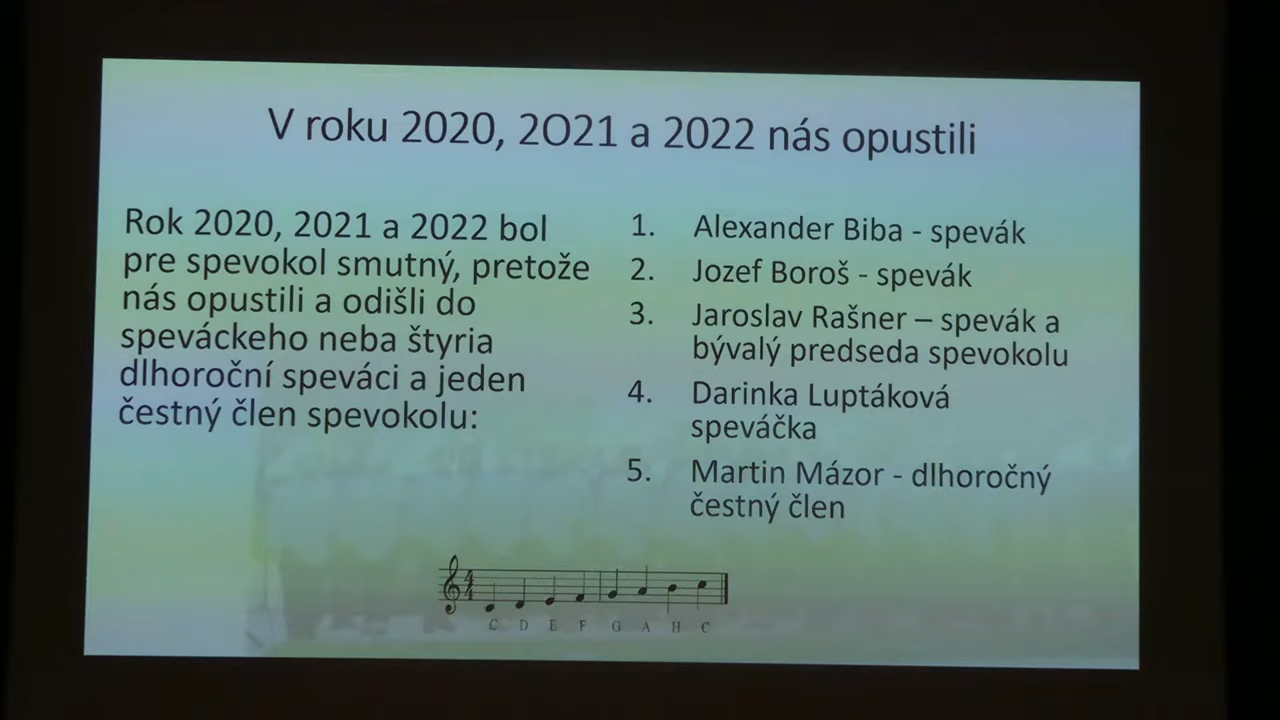 V roku 2020, 2O21 a 2022 nás opustili
Rok 2020, 2021 a 2022 bol
pre spevokol smutný, pretože
nás opustili a odišli do
speváckeho neba štyria
dlhoroční speváci a jeden
čestný člen spevokolu:
1. Alexander Biba - spevák
2. Jozef Boroš - spevák
3. Jaroslav Rašner – spevák a
bývalý predseda spevokolu
4. Darinka Luptáková
speváčka
5. Martin Mázor - dlhoročný
čestný člen
4
4
C D E F G A H C